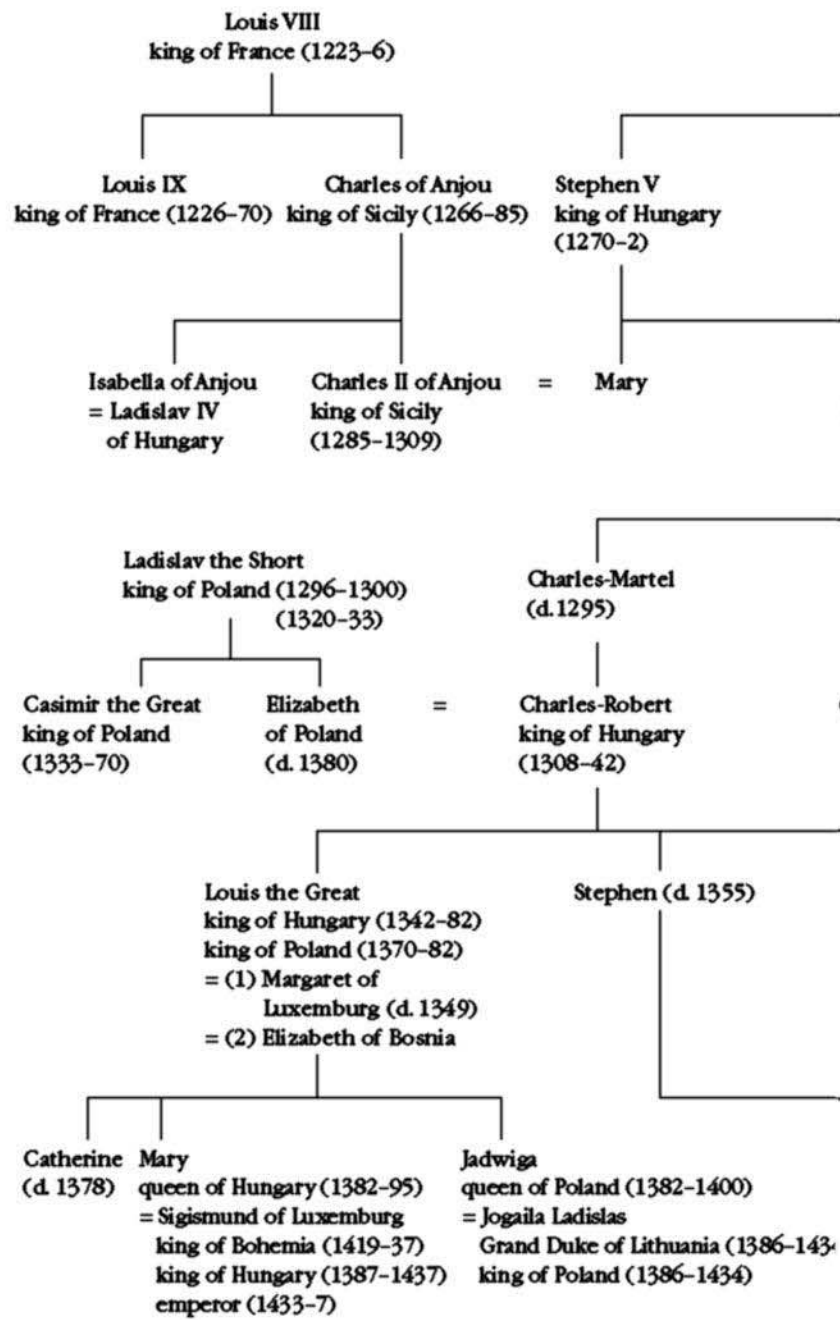 Louis VIII
king of France (1223–6)
Louis IX
king of France (1226–70)
Charles of Anjou
king of Sicily (1266–85)
Stephen V
king of Hungary
(1270–2)
Isabella of Anjou
= Ladislav IV
of Hungary
Charles II of Anjou
king of Sicily
(1285–1309)
=
Mary
Ladislav the Short
king of Poland (1296–1300)
(1320–33)
Charles-Martel
(d. 1295)
Casimir the Great
king of Poland
(1333–70)
Elizabeth
of Poland
(d. 1380)
=
Charles-Robert
king of Hungary
(1308–42)
Louis the Great
king of Hungary (1342–82)
king of Poland (1370–82)
= (1) Margaret of
Luxemburg (d. 1349)
= (2) Elizabeth of Bosnia
Stephen (d. 1355)
Catherine
(d. 1378)
Mary
queen of Hungary (1382–95)
= Sigismund of Luxemburg
king of Bohemia (1419–37)
king of Hungary (1387–1437)
emperor (1433–7)
Jadwiga
queen of Poland (1382–1400)
= Jogaila Ladislas
Grand Duke of Lithuania (1386–143
king of Poland (1386–1434)